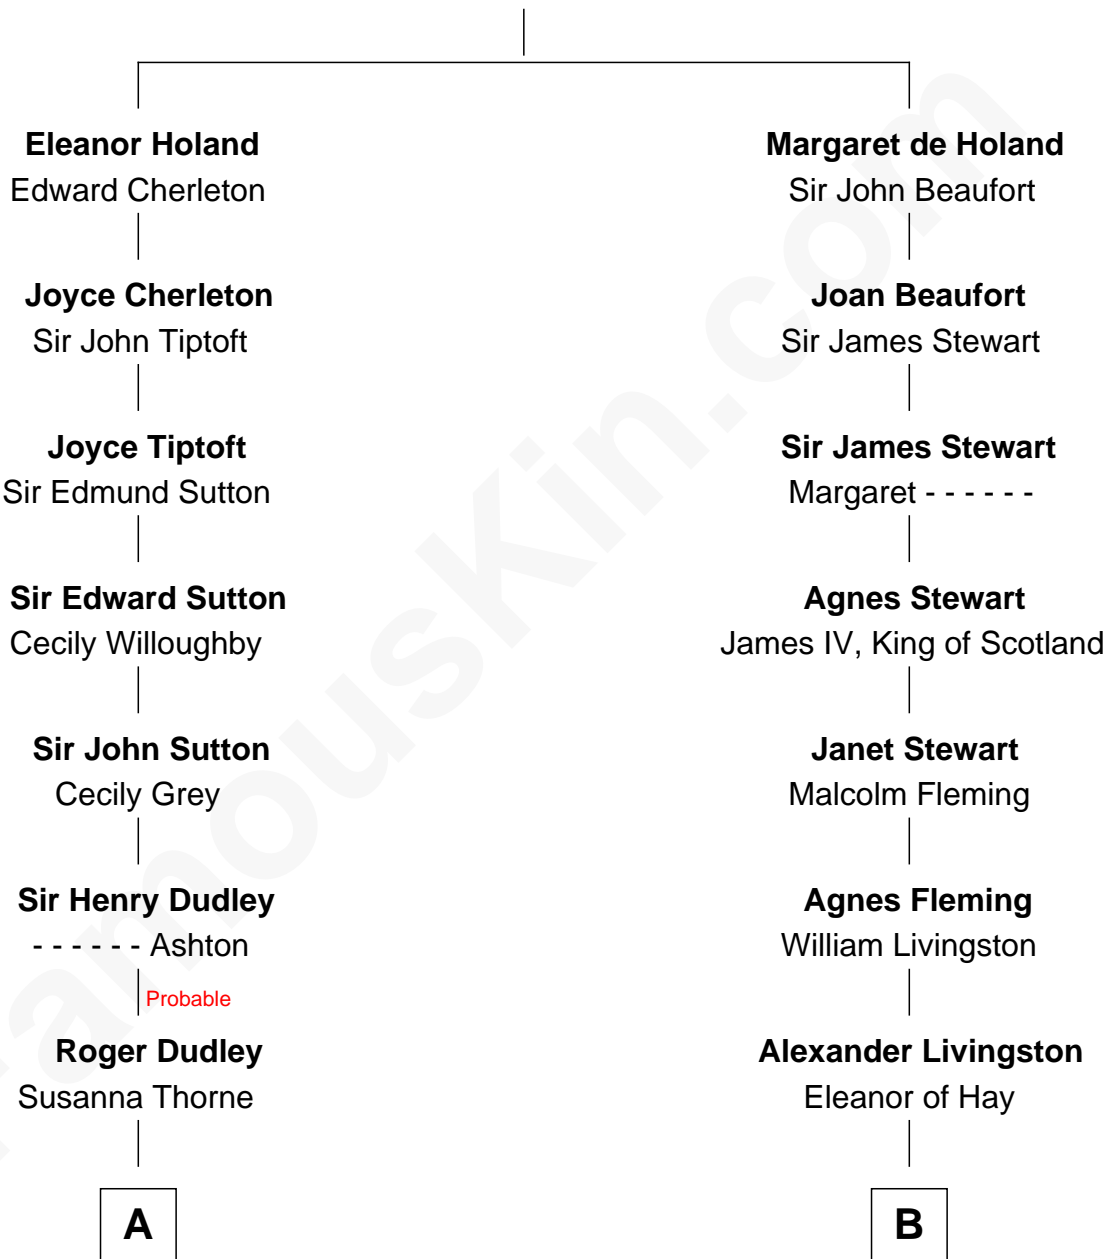 Eleanor Holand
Edward Cherleton
Joyce Cherleton
Sir John Tiptoft
Joyce Tiptoft
Sir Edmund Sutton
Sir Edward Sutton
Cecily Willoughby
Sir John Sutton
Cecily Grey
Sir Henry Dudley
- - - - - - Ashton
Probable
Roger Dudley
Susanna Thorne
A
Margaret de Holand
Sir John Beaufort
Joan Beaufort
Sir James Stewart
Sir James Stewart
Margaret - - - - - -
Agnes Stewart
James IV, King of Scotland
Janet Stewart
Malcolm Fleming
Agnes Fleming
William Livingston
Alexander Livingston
Eleanor of Hay
B
FamousKin.com